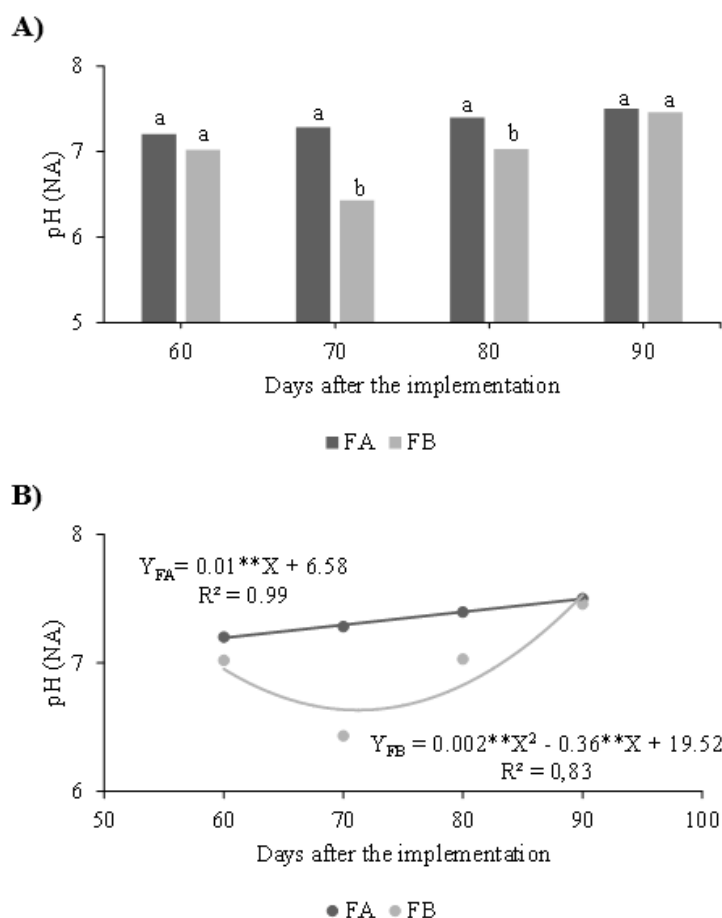 A)
8
7
6
5
pH (NA)
a
a
a
b
a
b
a
a
60
70
80
90
Days after the implementation
FA FB
B)
8
7
6
pH (NA)
Y_FA= 0.01**X + 6.58
R² = 0.99
Y_FB = 0.002**X² - 0.36**X + 19.52
R² = 0,83
50
60
70
80
90
100
Days after the implementation
FA FB